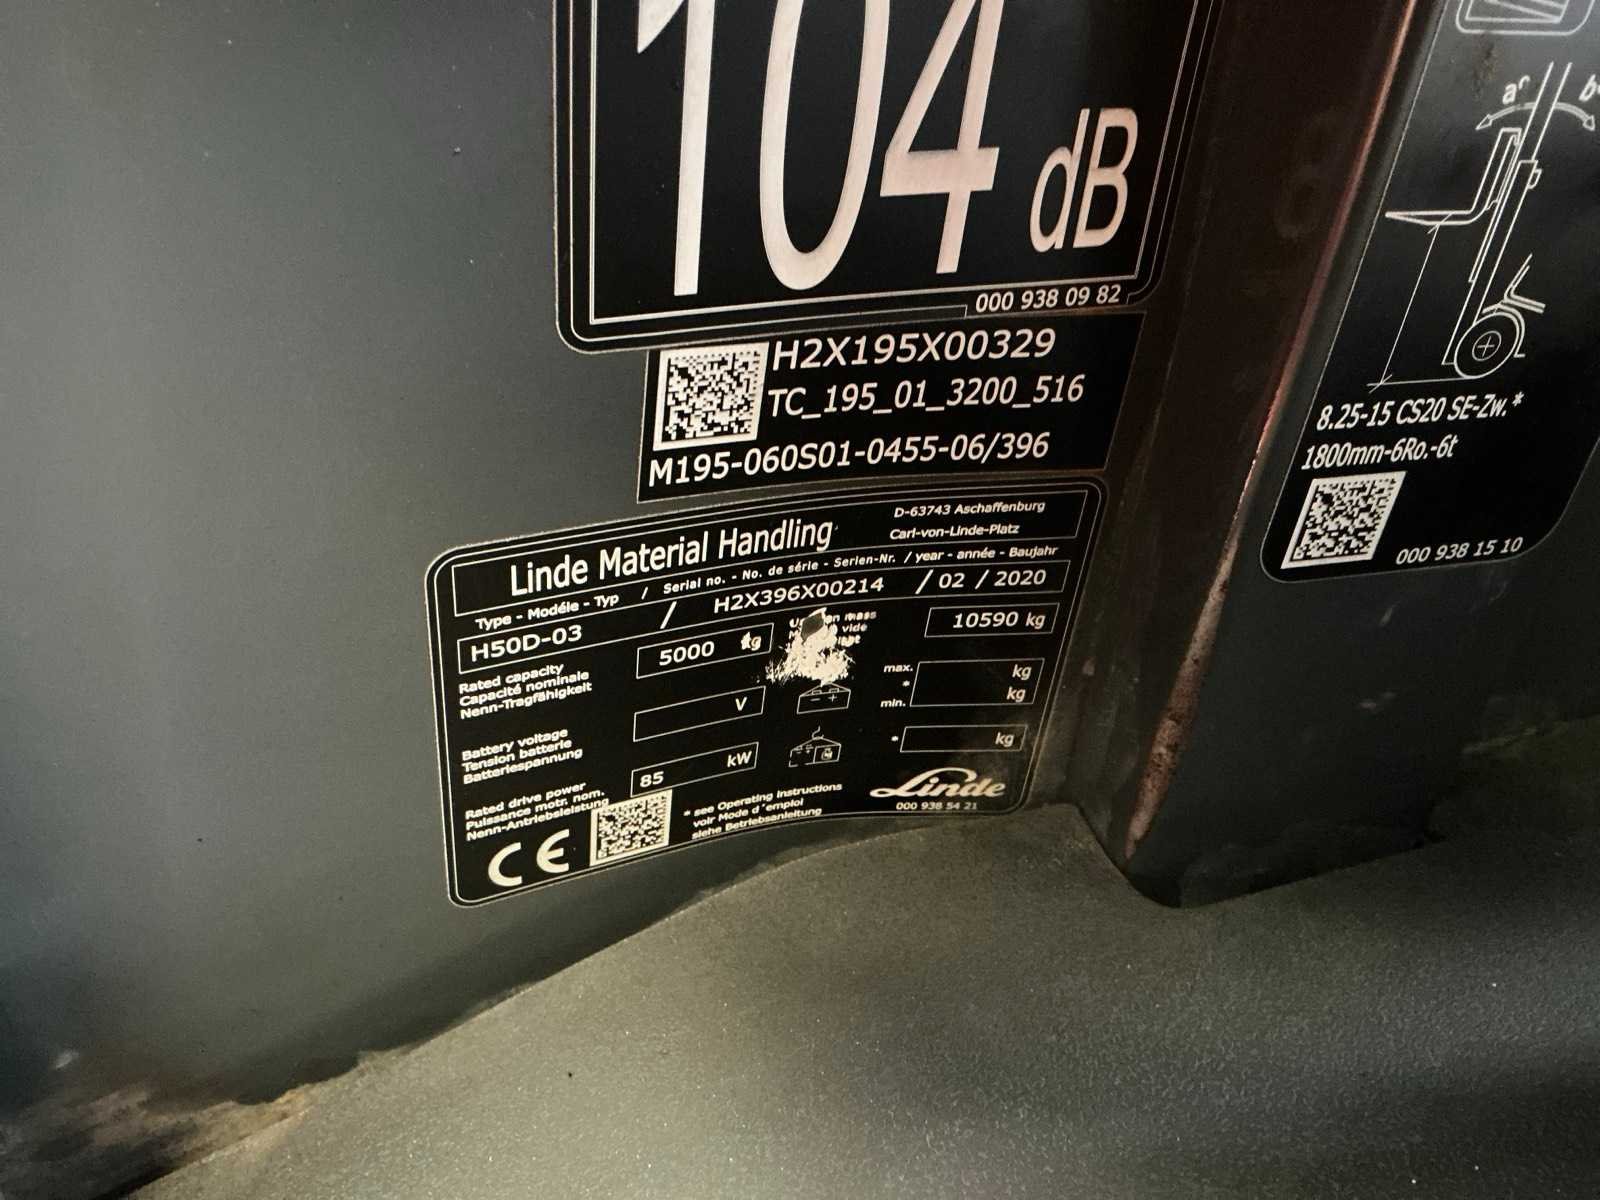 104 dB
000 938 09 82
H2X195X00329
TC_195_01_3200_516
M195-060S01-0455-06/396
a° b
8.25-15 CS20 SE-Zw.*
1800mm-6Ro.-6t
000 938 15 10
Linde Material Handling
D-63743 Aschaffenburg
Carl-von-Linde-Platz
Type - Modéle - Typ / Serial no. - No. de série - Serien-Nr. / year - année - Baujahr
H50D-03 / H2X396X00214 / 02 / 2020
Rated capacity
Capacité nominale
Nenn-Tragfähigkeit
5000 kg
mass
vide
10590 kg
Battery voltage
Tension batterie
Batteriespannung
V
- +
max. kg
*
min. kg
Rated drive power
Puissance motr. nom.
Nenn-Antriebsleistung
85 kW
* kg
CE
* see Operating Instructions
voir Mode d'emploi
siehe Betriebsanleitung
Linde
000 938 54 21